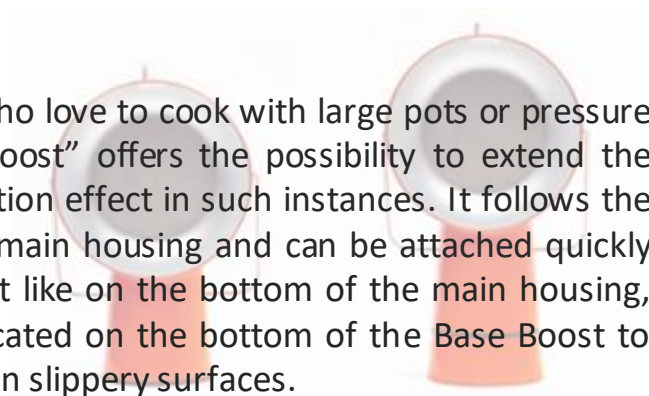 ho love to cook with large pots or pressure
oost” offers the possibility to extend the
tion effect in such instances. It follows the
main housing and can be attached quickly
t like on the bottom of the main housing,
cated on the bottom of the Base Boost to
n slippery surfaces.